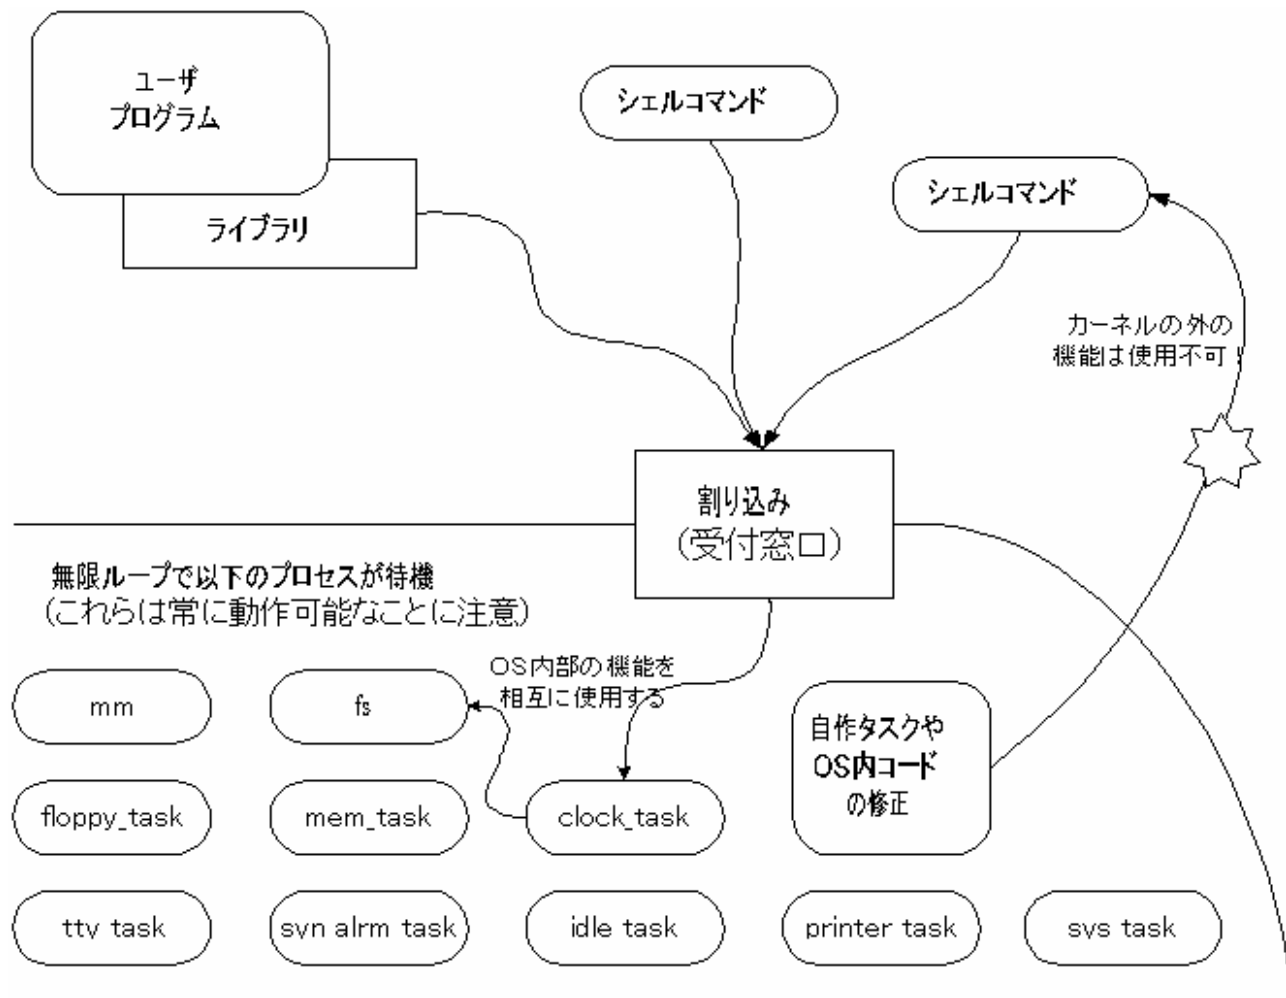 ユーザ
プログラム
ライブラリ
シェルコマンド
シェルコマンド
カーネルの外の
機能は使用不可！
割り込み
（受付窓口）
無限ループで以下のプロセスが待機
（これらは常に動作可能なことに注意）
OS内部の機能を
相互に使用する
mm
fs
自作タスクや
OS内コード
の修正
floppy_task
mem_task
clock_task
tty task
syn alrm task
idle task
printer task
sys task